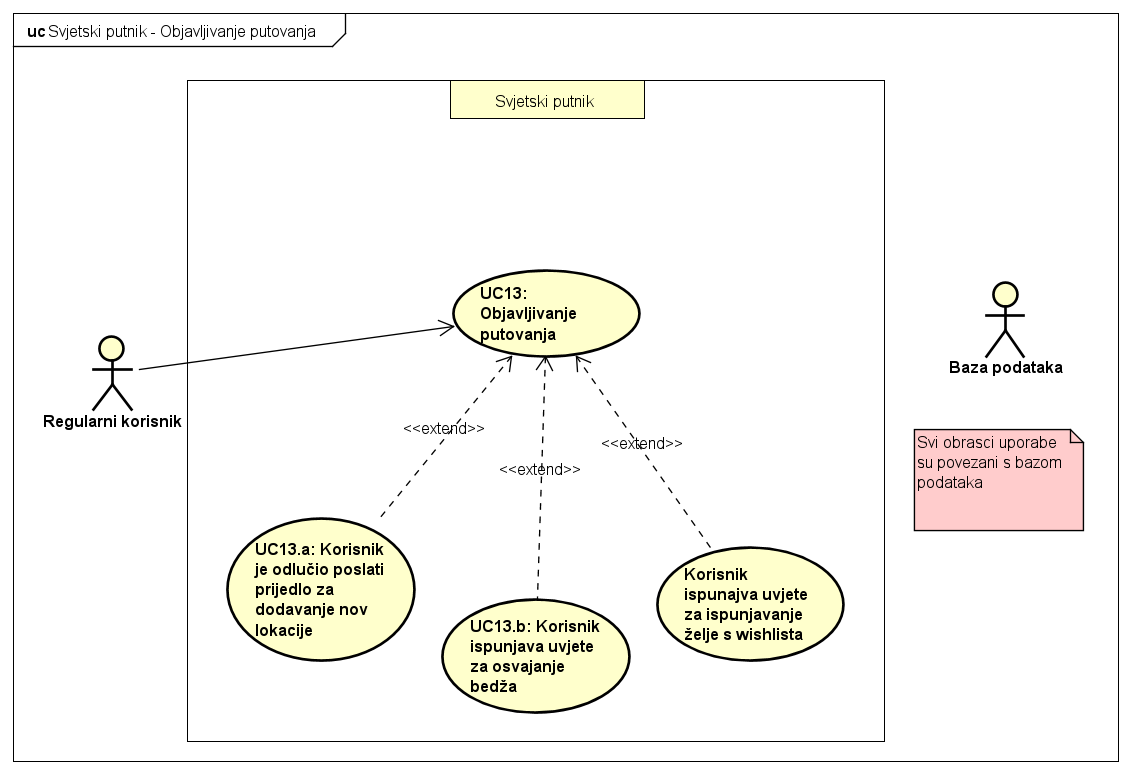 uc Svjetski putnik - Objavljivanje putovanja
Svjetski putnik
UC13:
Objavljivanje
putovanja
Regularni korisnik
Baza podataka
<<extend>>
<<extend>>
<<extend>>
Svi obrasci uporabe
su povezani s bazom
podataka
UC13.a: Korisnik
je odlučio poslati
prijedlo za
dodavanje nov
lokacije
UC13.b: Korisnik
ispunjava uvjete
za osvajanje
bedža
Korisnik
ispunajva uvjete
za ispunjavanje
želje s wishlista